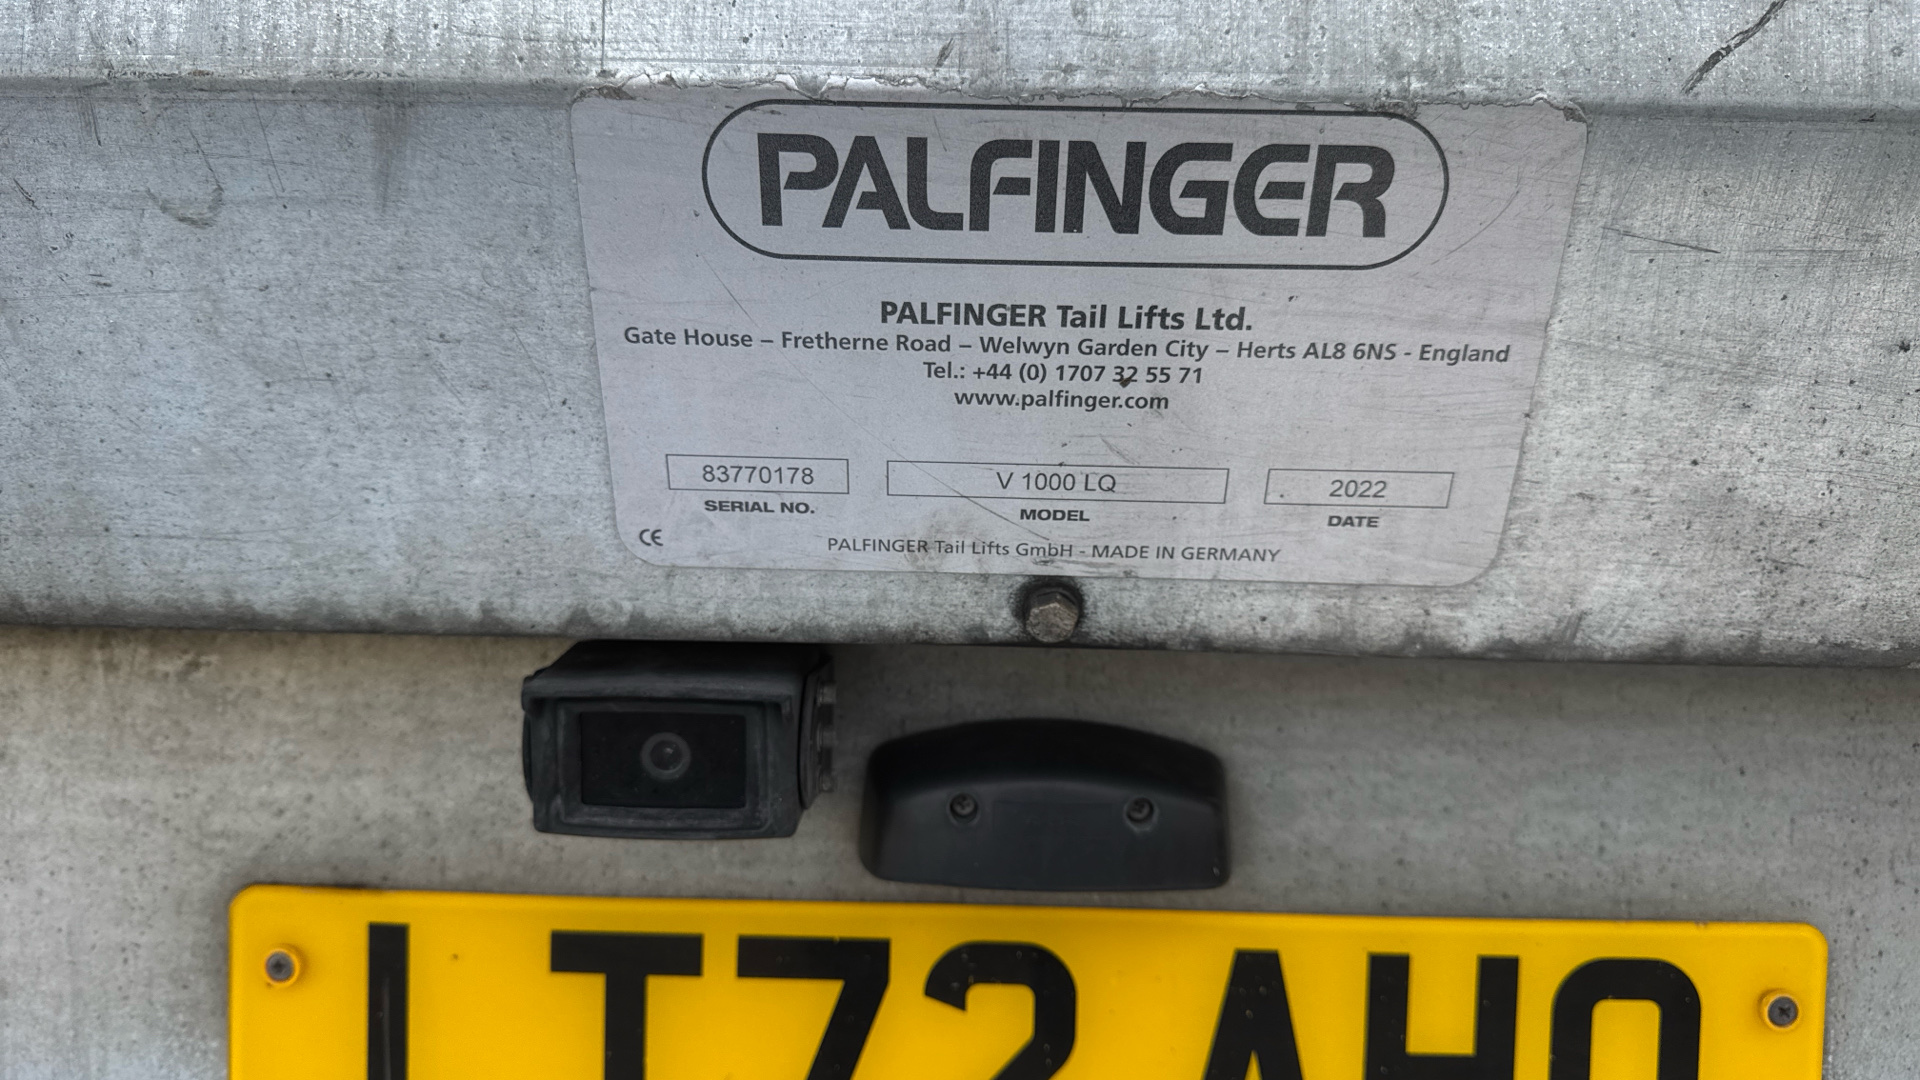 PALFINGER
PALFINGER Tail Lifts Ltd.
Gate House – Fretherne Road – Welwyn Garden City – Herts AL8 6NS - England
Tel.: +44 (0) 1707 32 55 71
www.palfinger.com
83770178 V 1000 LQ 2022
SERIAL NO. MODEL DATE
CE PALFINGER Tail Lifts GmbH - MADE IN GERMANY